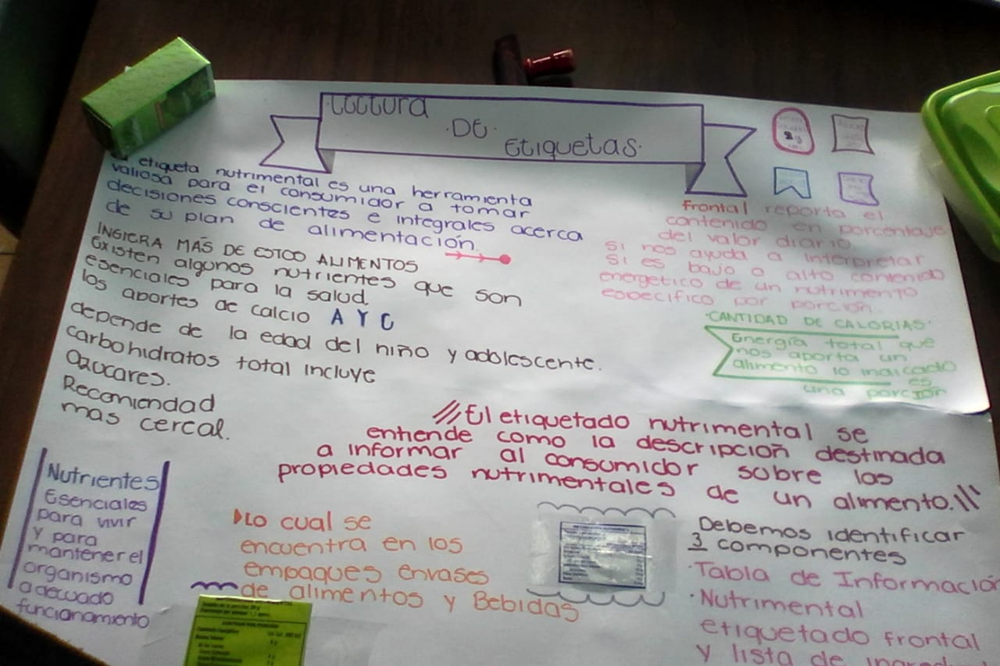 Lectura
.DE.
Etiquetas.
etiqueta nutrimental es una herramienta
valiosa para el consumidor a tomar
decisiones conscientes e integrales acerca
de su plan de alimentación.
INGIERA MÁS DE ESTOO ALIMENTOS
Existen algunos nutrientes que son
esenciales para la salud.
los aportes de calcio A Y C
depende de la edad del niño y adolescente.
carbohidratos total incluye
azucares.
Recomiendad
mas cercal.
Nutrientes
Esenciales
para vivir
y para
mantener el
organismo
adecuado
funcianamiento
Frontal reporta el
contenido en porcentaje
del valor diario
Si nos ayuda a interpretar
Si es bajo o alto contenido
energetico de un nutrimento
especifico por porción.
·CANTIDAD DE CALORIAS·
Energía total que
nos aporta un
alimento lo indicado
es
una porción
///El etiquetado nutrimental se
entiende como la descripcion destinada
a informar al consumidor sobre las
propiedades nutrimentales de un alimento.\\\
Lo cual se
encuentra en los
empaques envases
de alimentos y Bebidas
Debemos identificar
3 componentes
·Tabla de Información
·Nutrimental
etiquetado frontal
y lista de